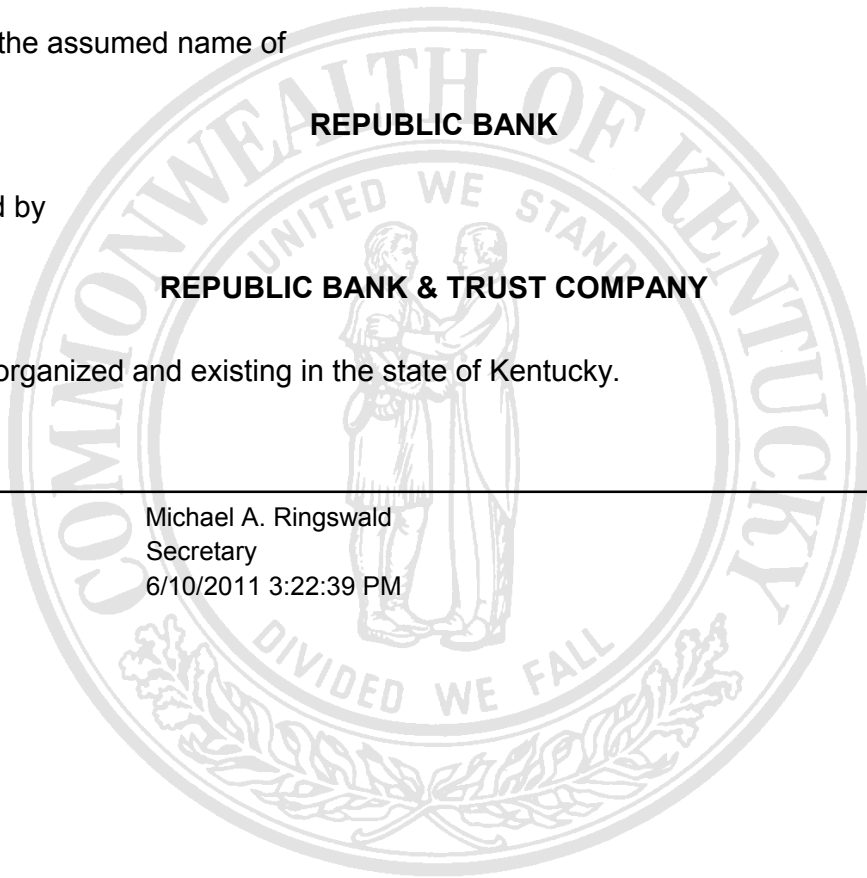 the assumed name of
REPUBLIC BANK
d by
REPUBLIC BANK & TRUST COMPANY
organized and existing in the state of Kentucky.
Michael A. Ringswald
Secretary
6/10/2011 3:22:39 PM
COMMONWEALTH OF KENTUCKY
UNITED WE STAND
DIVIDED WE FALL